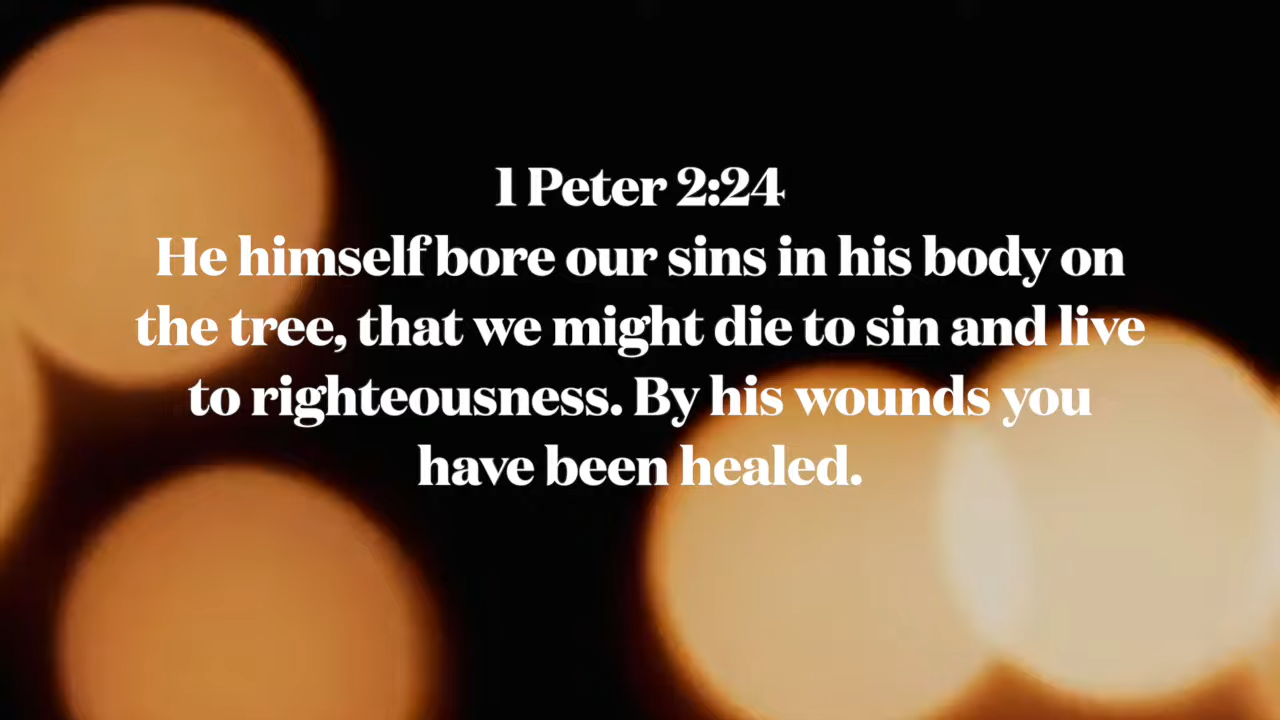 1 Peter 2:24
He himself bore our sins in his body on
the tree, that we might die to sin and live
to righteousness. By his wounds you
have been healed.